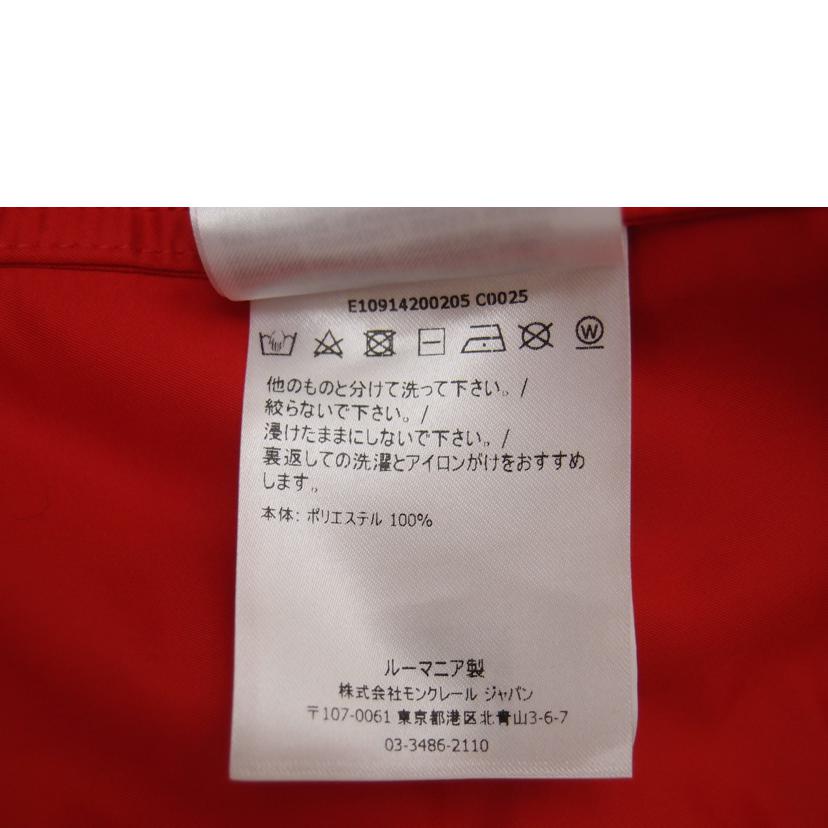 E10914200205 C0025
W
他のものと分けて洗って下さい。/
絞らないで下さい。/
浸けたままにしないで下さい。/
裏返しての洗濯とアイロンがけをおすすめ
します。
本体: ポリエステル 100%
ルーマニア製
株式会社モンクレール ジャパン
〒107-0061 東京都港区北青山3-6-7
03-3486-2110